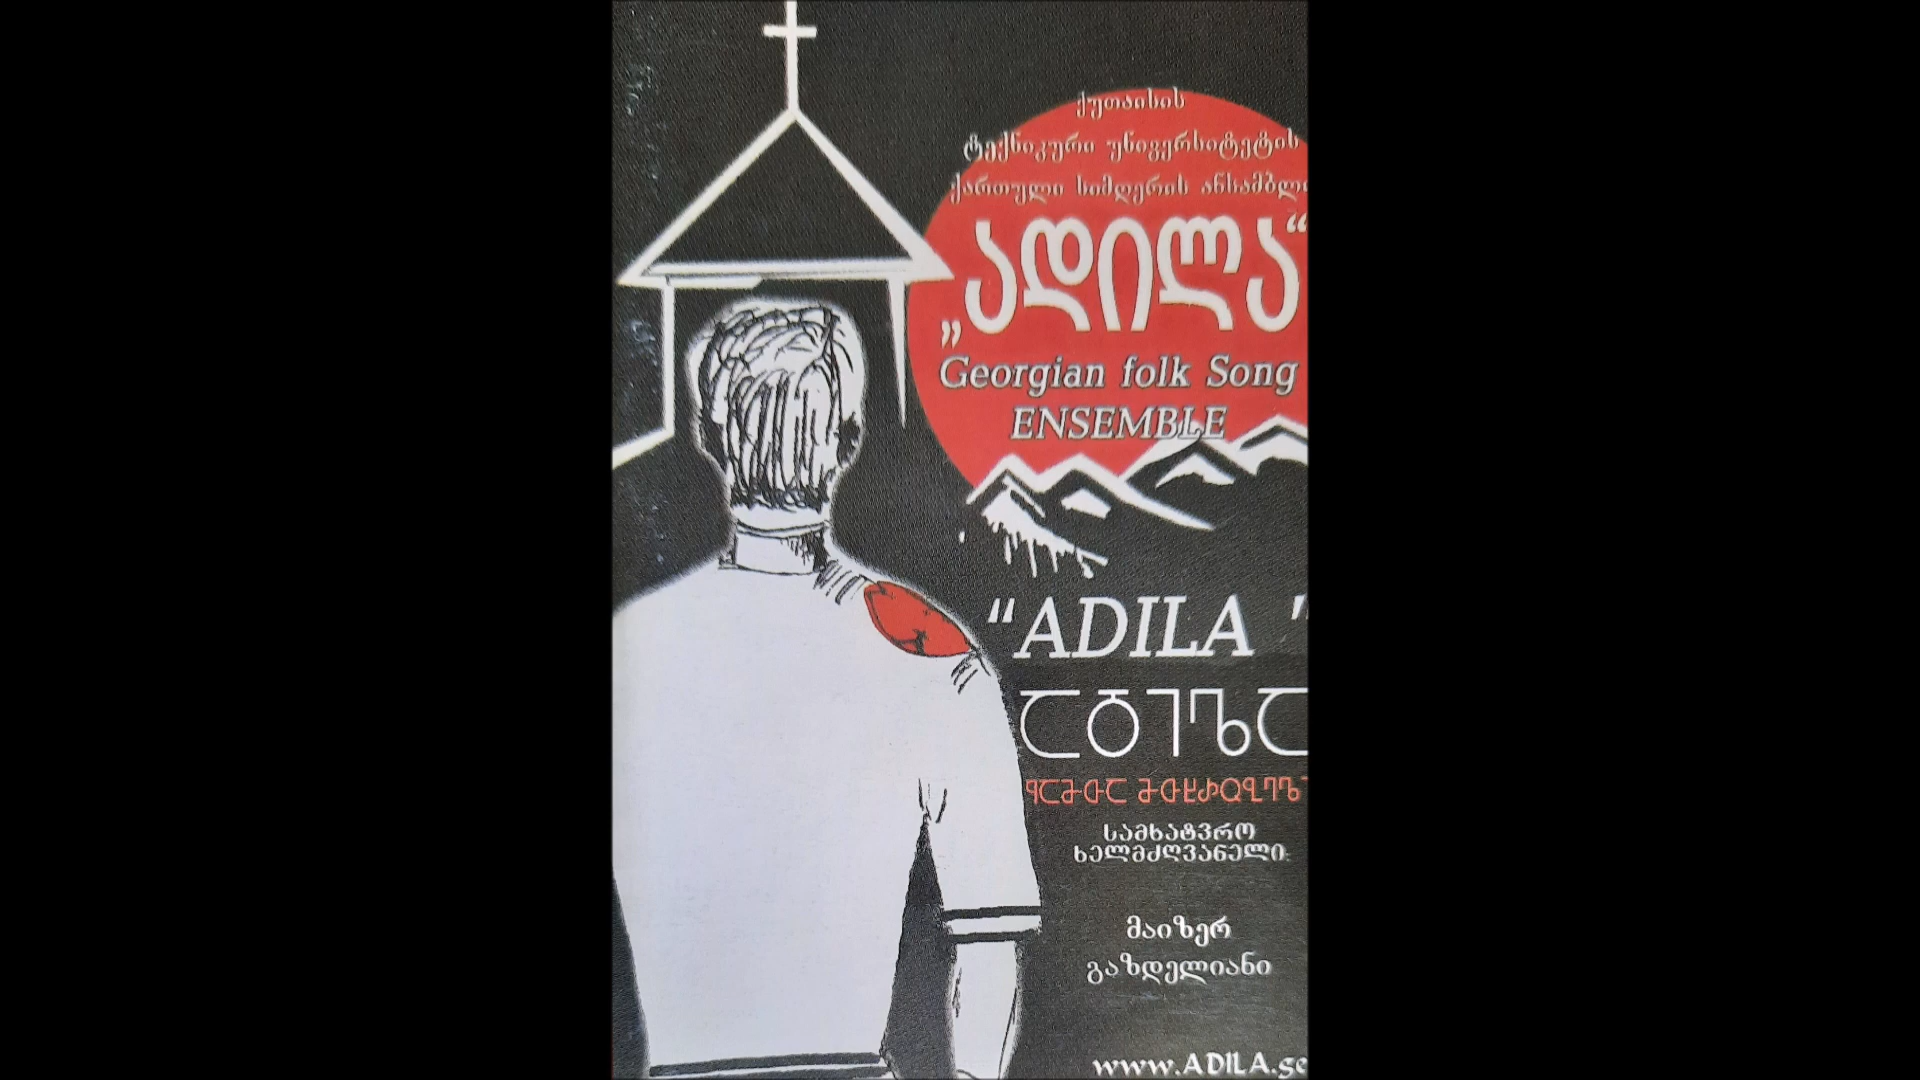 ქუთაისის
ტექნიკური უნივერსიტეტის
ქართული სიმღერის ანსამბლი
„ადილა“
Georgian folk Song
ENSEMBLE
"ADILA "
სამხატვრო
ხელმძღვანელი:
მაიზერ
გაზდელიანი
www.ADILA.ge